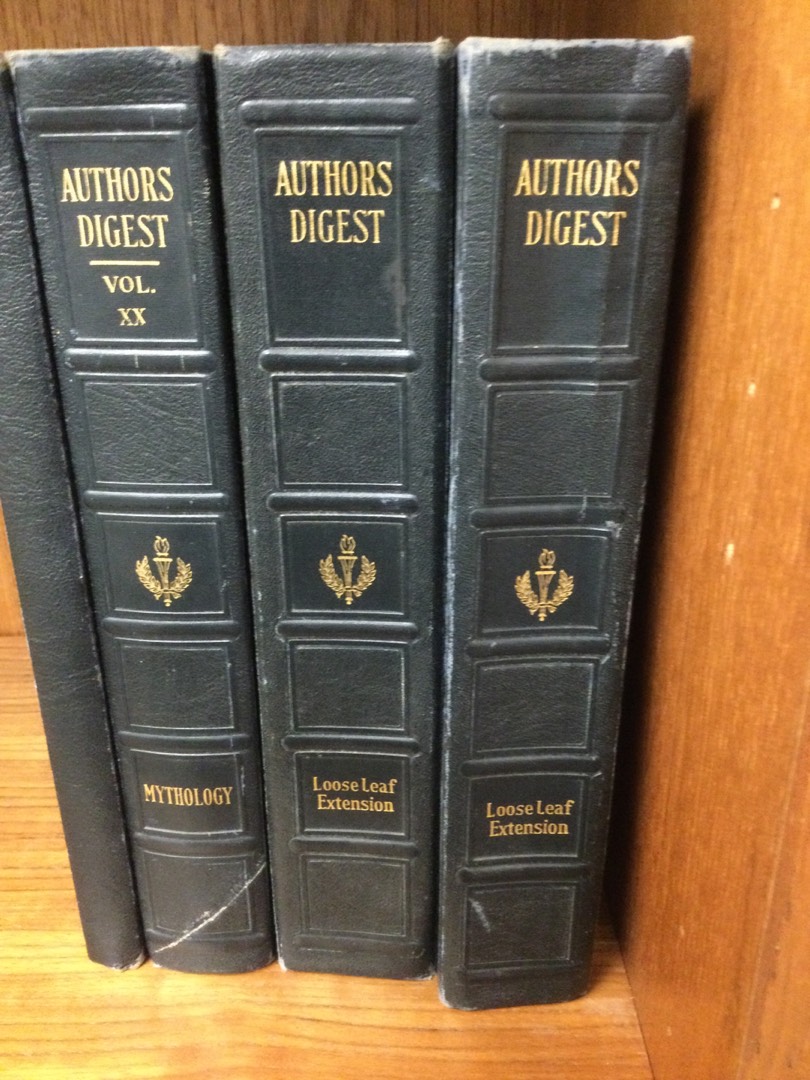 AUTHORS
DIGEST
VOL.
XX
MYTHOLOGY
AUTHORS
DIGEST
Loose Leaf
Extension
AUTHORS
DIGEST
Loose Leaf
Extension